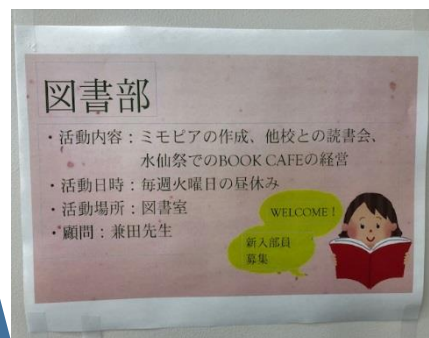 図書部
・活動内容：ミモピアの作成、他校との読書会、
水仙祭でのBOOK CAFEの経営
・活動日時：毎週火曜日の昼休み
・活動場所：図書室
・顧問：兼田先生
WELCOME！
新入部員
募集